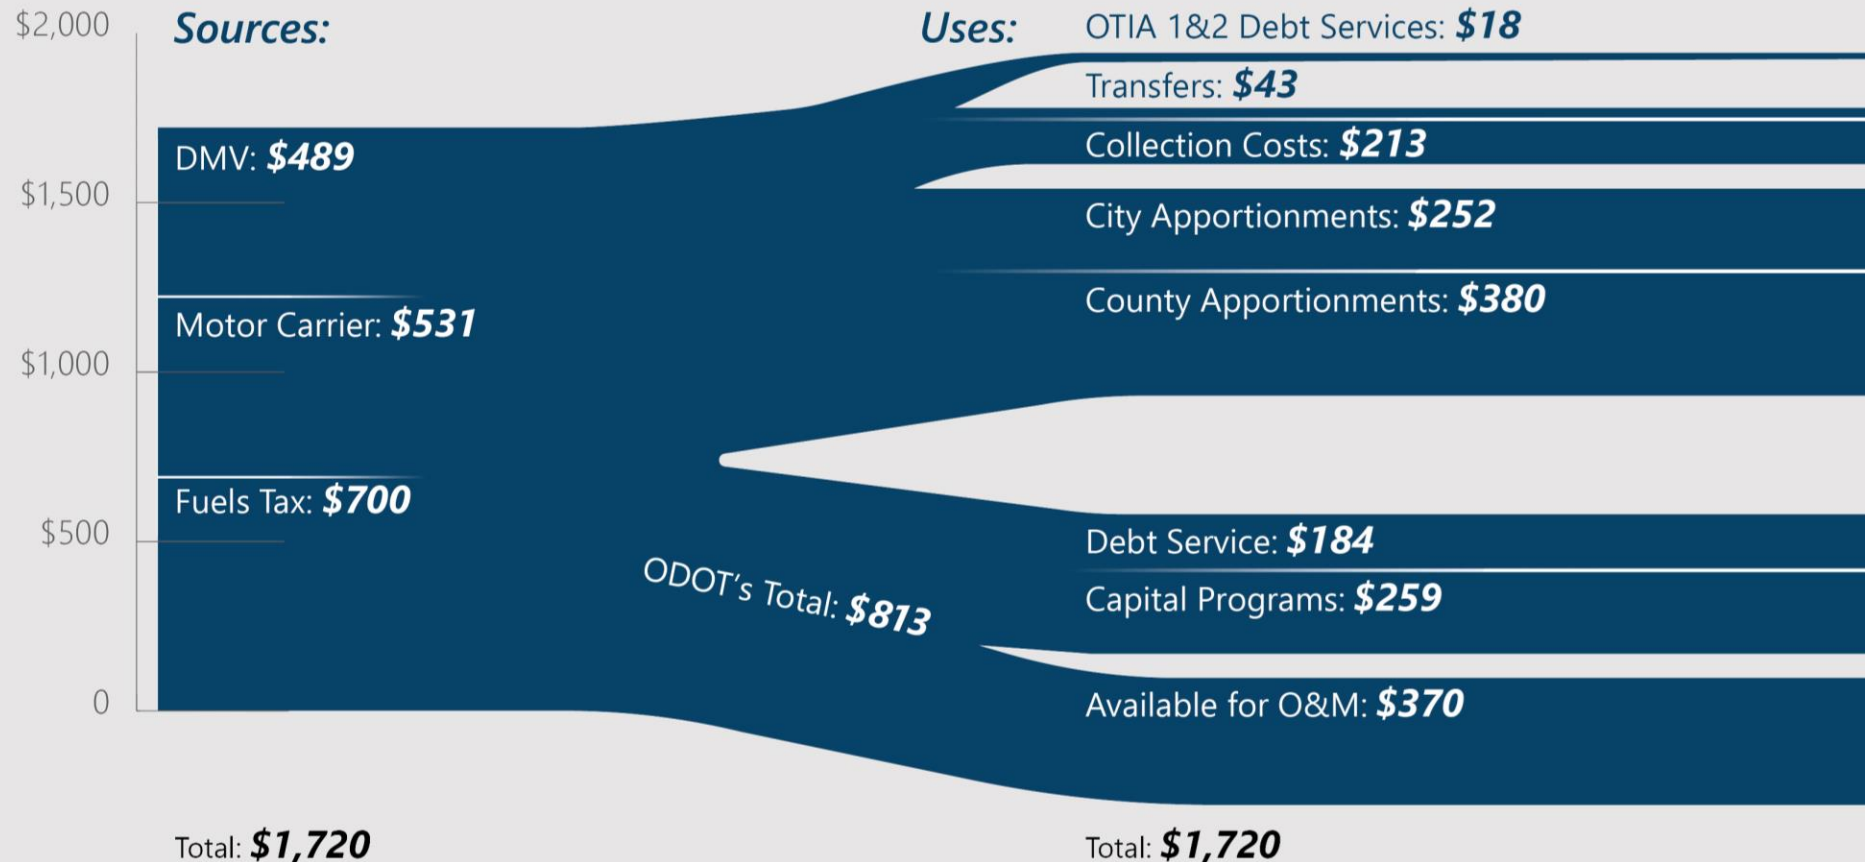 $2,000
$1,500
$1,000
$500
0
Sources:
DMV: $489
Motor Carrier: $531
Fuels Tax: $700
Total: $1,720
ODOT's Total: $813
Uses:
OTIA 1&2 Debt Services: $18
Transfers: $43
Collection Costs: $213
City Apportionments: $252
County Apportionments: $380
Debt Service: $184
Capital Programs: $259
Available for O&M: $370
Total: $1,720